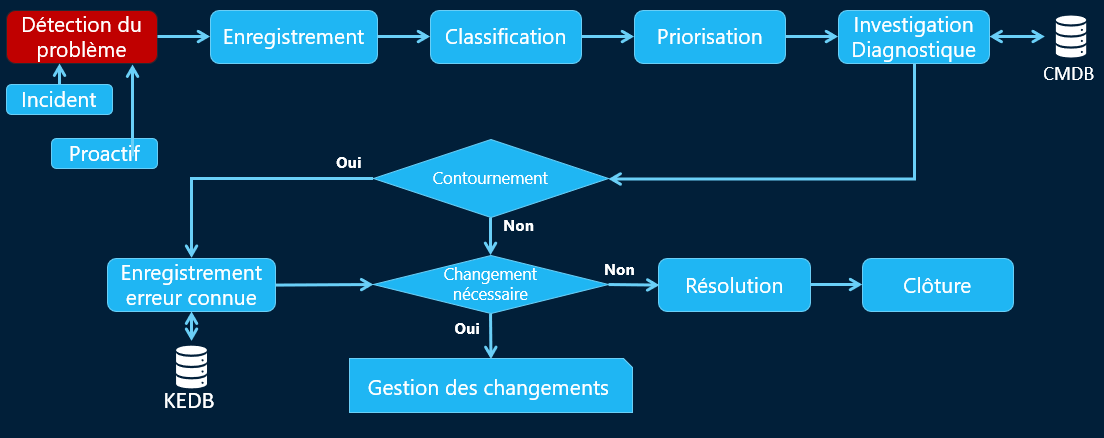 Détection du
problème
Enregistrement
Classification
Priorisation
Investigation
Diagnostique
CMDB
Incident
Proactif
Oui
Contournement
Non
Enregistrement
erreur connue
Changement
nécessaire
Non
Résolution
Clôture
Oui
KEDB
Gestion des changements